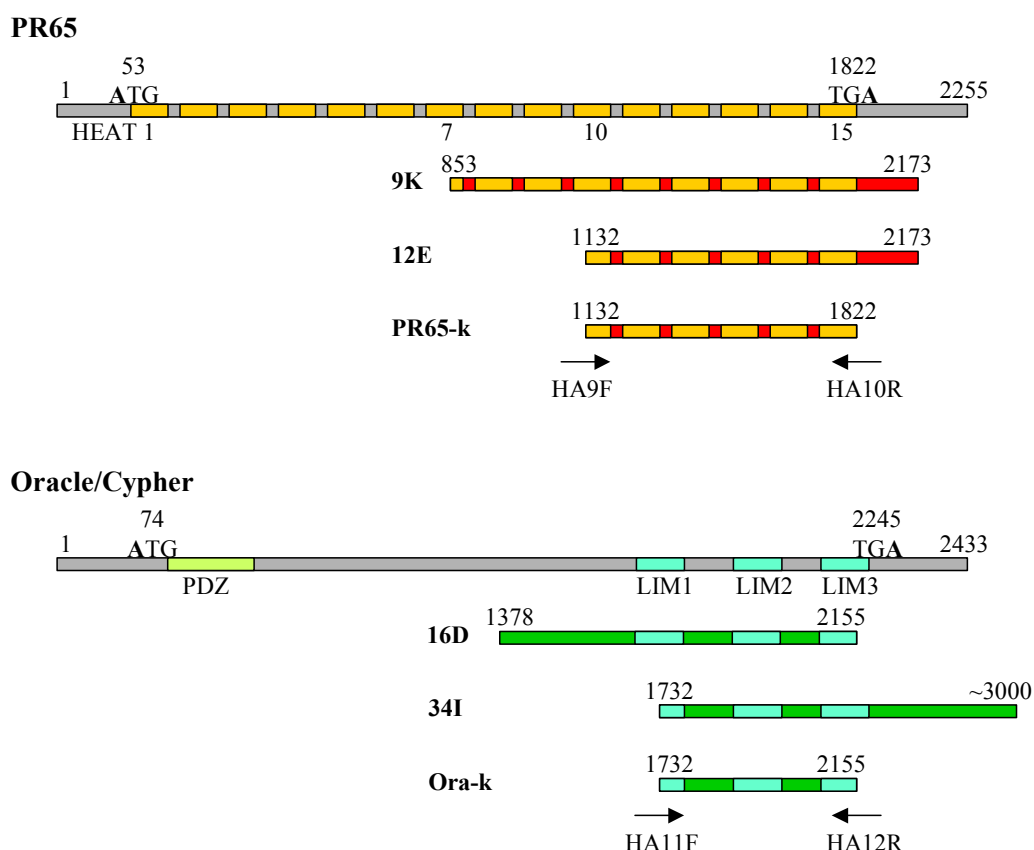 PR65
53 1822
1 ATG TGA 2255
HEAT 1 7 10 15
853 2173
9K
1132 2173
12E
1132 1822
PR65-k
HA9F HA10R
Oracle/Cypher
74 2245
1 ATG TGA 2433
PDZ LIM1 LIM2 LIM3
1378 2155
16D
1732 ~3000
34I
1732 2155
Ora-k
HA11F HA12R